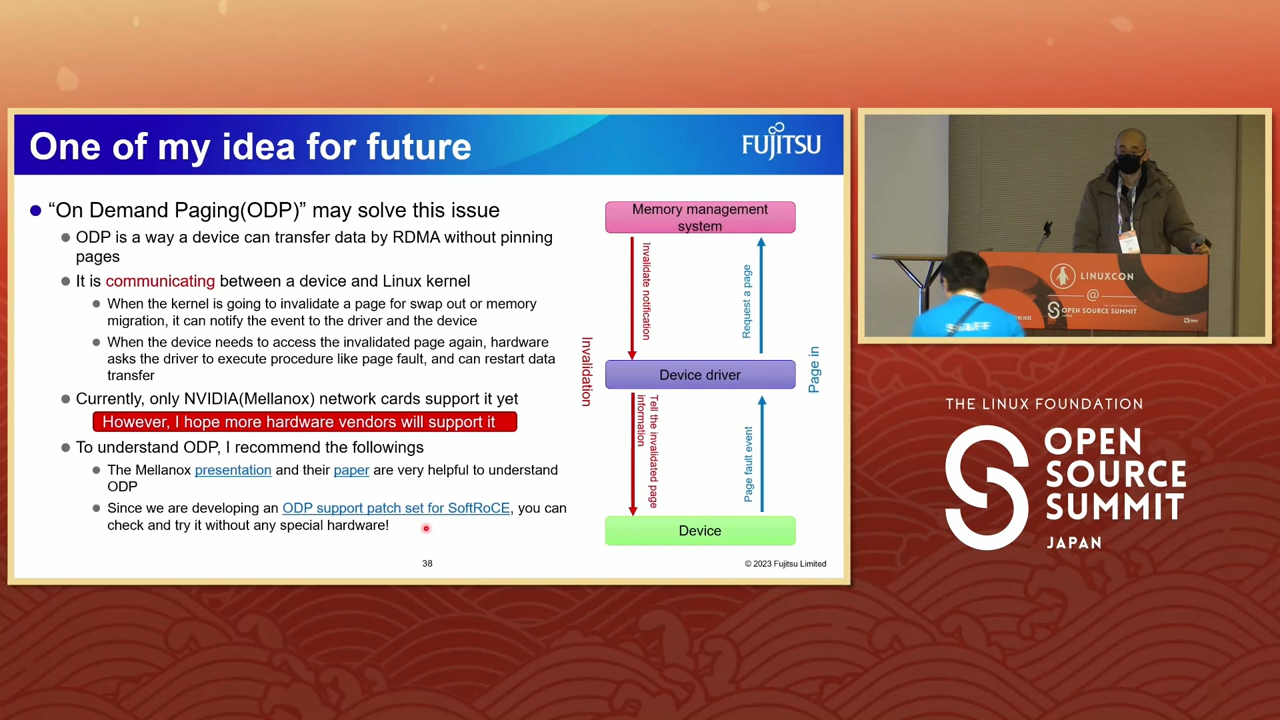 One of my idea for future
FUJITSU
“On Demand Paging(ODP)” may solve this issue
ODP is a way a device can transfer data by RDMA without pinning
pages
It is communicating between a device and Linux kernel
When the kernel is going to invalidate a page for swap out or memory
migration, it can notify the event to the driver and the device
When the device needs to access the invalidated page again, hardware
asks the driver to execute procedure like page fault, and can restart data
transfer
Currently, only NVIDIA(Mellanox) network cards support it yet
However, I hope more hardware vendors will support it
To understand ODP, I recommend the followings
The Mellanox presentation and their paper are very helpful to understand
ODP
Since we are developing an ODP support patch set for SoftRoCE, you can
check and try it without any special hardware!
Memory management
system
Invalidate notification
Request a page
Invalidation
Device driver
Page in
Tell the invalidated page
information
Page fault event
Device
38
© 2023 Fujitsu Limited
LINUXCON
@
OPEN SOURCE SUMMIT
THE LINUX FOUNDATION
OPEN
SOURCE
SUMMIT
JAPAN